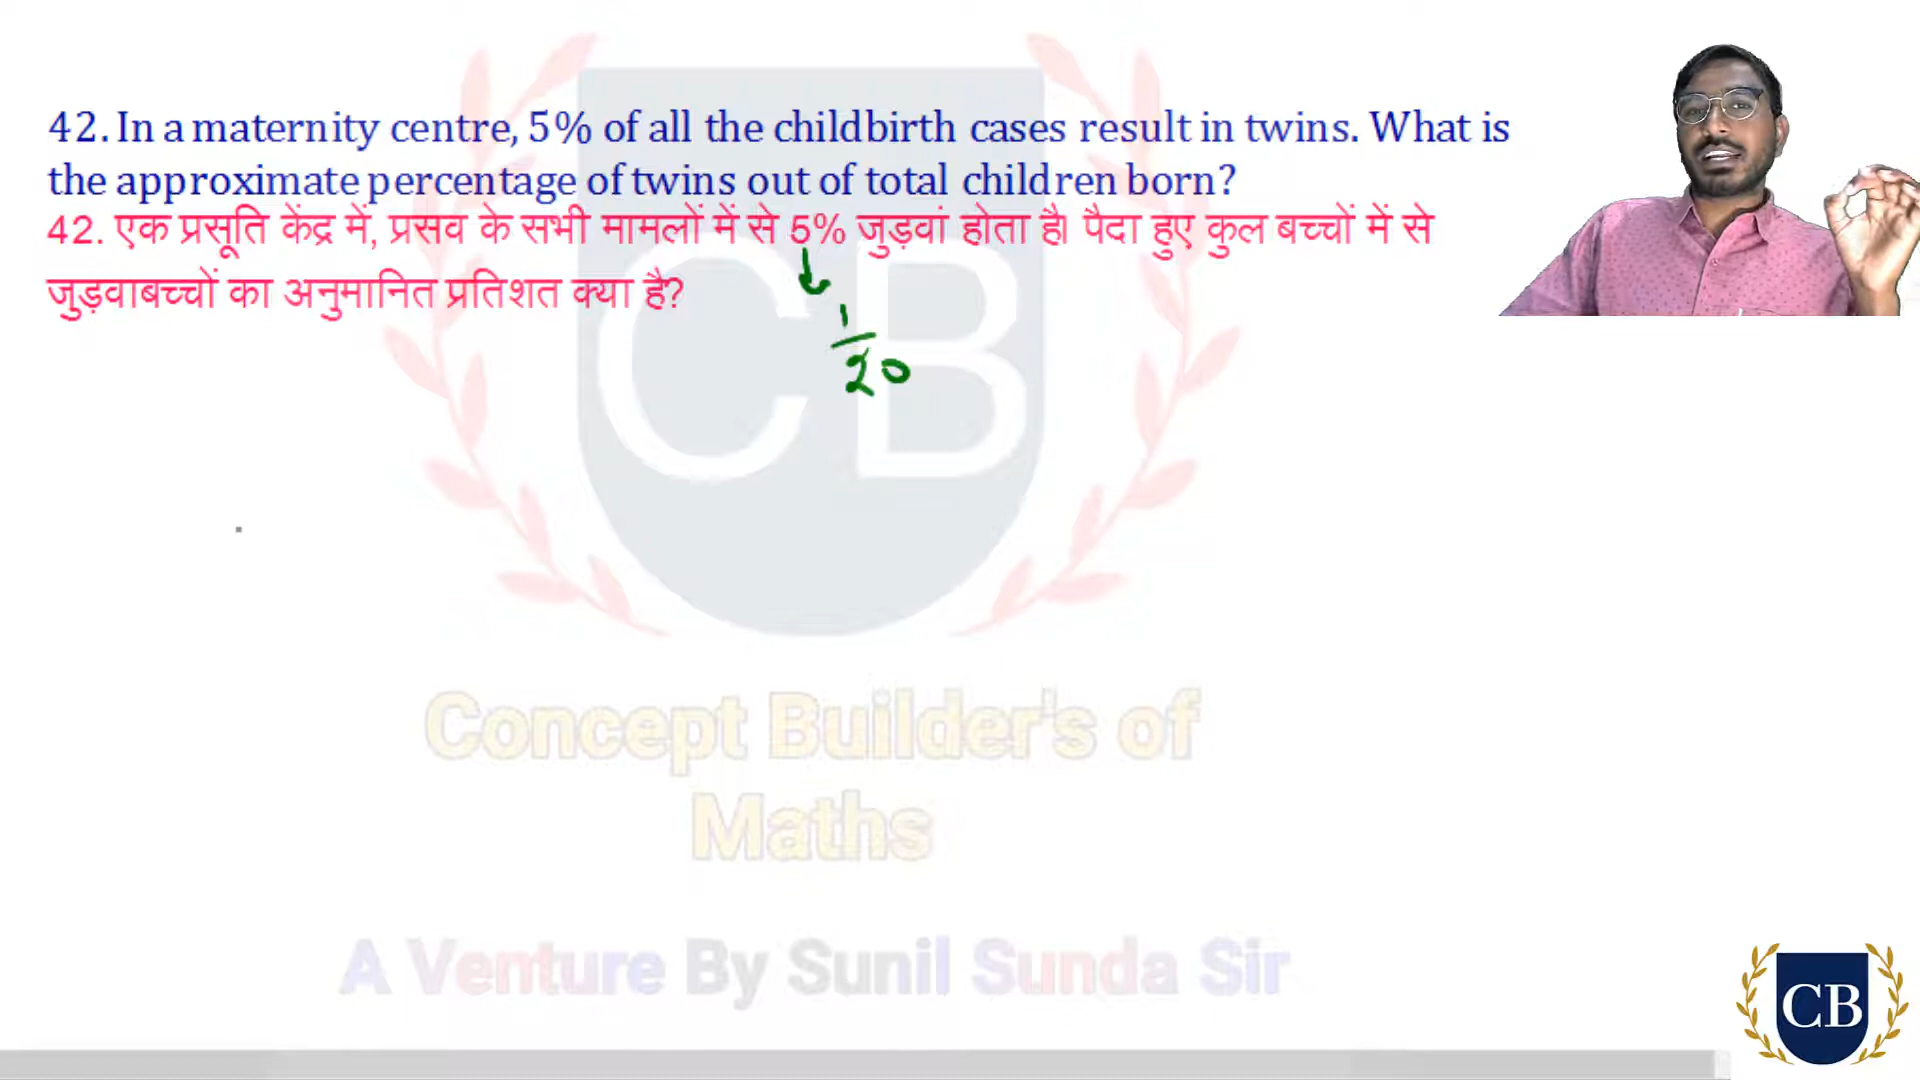 42. In a maternity centre, 5% of all the childbirth cases result in twins. What is
the approximate percentage of twins out of total children born?
42. एक प्रसूति केंद्र में, प्रसव के सभी मामलों में से 5% जुड़वां होता है। पैदा हुए कुल बच्चों में से
जुड़वाबच्चों का अनुमानित प्रतिशत क्या है?
1
20
CB
Concept Builder's of
Maths
A Venture By Sunil Sunda Sir
CB